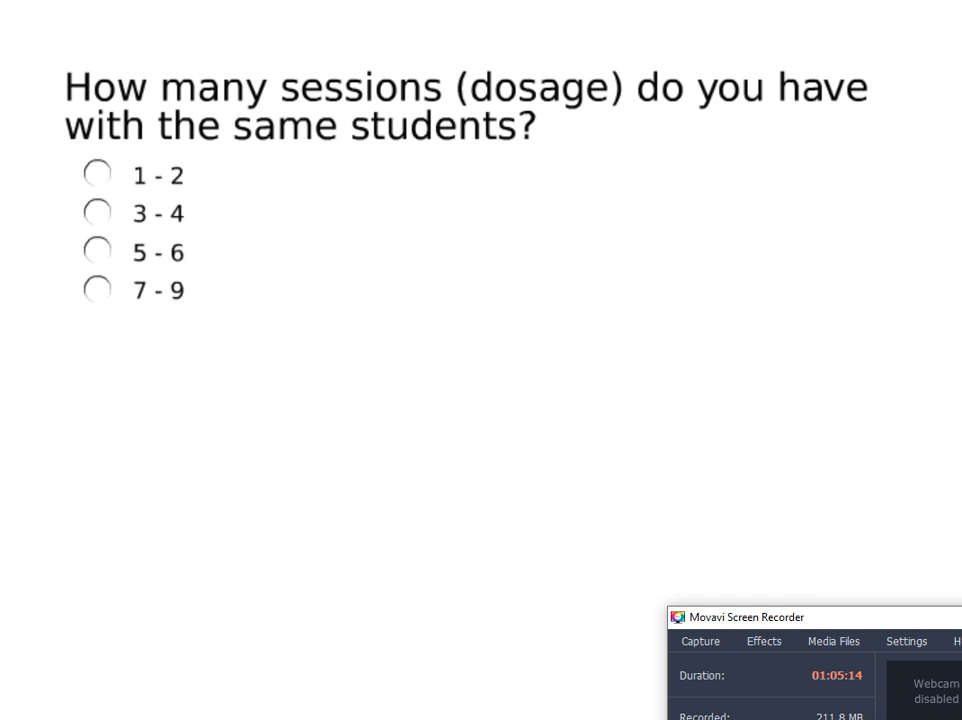 How many sessions (dosage) do you have
with the same students?
1 - 2
3 - 4
5 - 6
7 - 9
Movavi Screen Recorder
Capture Effects Media Files Settings
Duration: 01:05:14
Webcam
disabled
Recorded: 211.8 MB